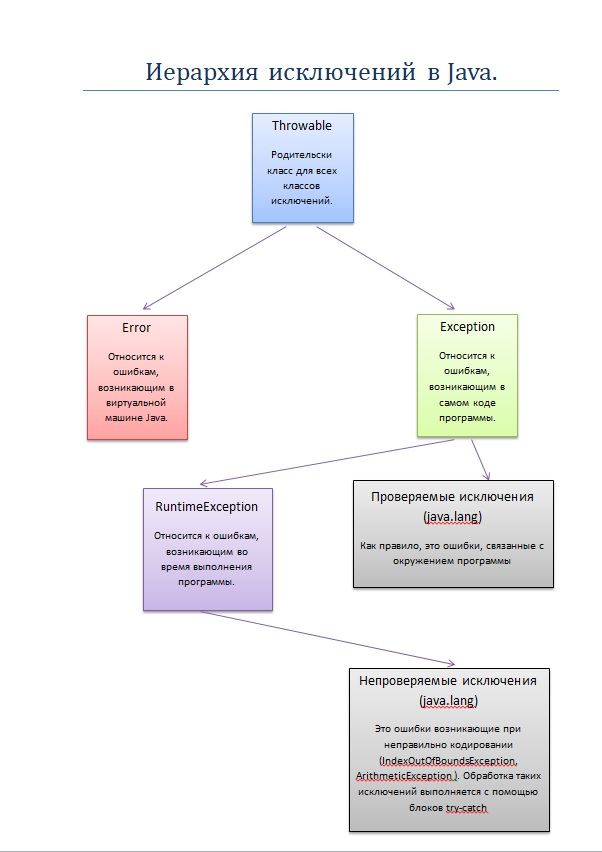 Иерархия исключений в Java.
Throwable
Родительски
класс для всех
классов
исключений.
Error
Относится к
ошибкам,
возникающим в
виртуальной
машине Java.
Exception
Относится к
ошибкам,
возникающим в
самом коде
программы.
RuntimeException
Относится к ошибкам,
возникающим во
время выполнения
программы.
Проверяемые исключения
(java.lang)
Как правило, это ошибки, связанные с
окружением программы
Непроверяемые исключения
(java.lang)
Это ошибки возникающие при
неправильно кодировании
(IndexOutOfBoundsException,
ArithmeticException ). Обработка таких
исключений выполняется с помощью
блоков try-catch